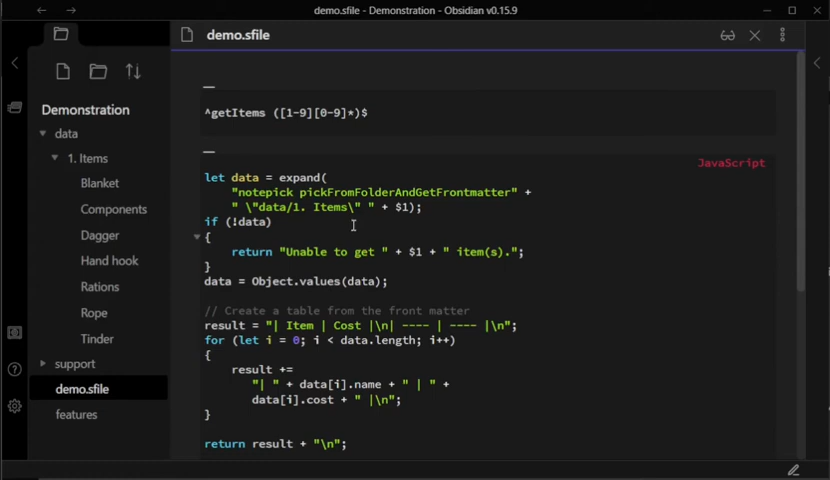 demo.sfile - Demonstration - Obsidian v0.15.9
demo.sfile
Demonstration
data
1. Items
Blanket
Components
Dagger
Hand hook
Rations
Rope
Tinder
support
demo.sfile
features
__
^getItems ([1-9][0-9]*)$
__
JavaScript
let data = expand(
"notepick pickFromFolderAndGetFrontmatter" +
" \"data/1. Items\" " + $1);
if (!data)
{
return "Unable to get " + $1 + " item(s).";
}
data = Object.values(data);
// Create a table from the front matter
result = "| Item | Cost |\n| ---- | ---- |\n";
for (let i = 0; i < data.length; i++)
{
result +=
"| " + data[i].name + " | " +
data[i].cost + " |\n";
}
return result + "\n";